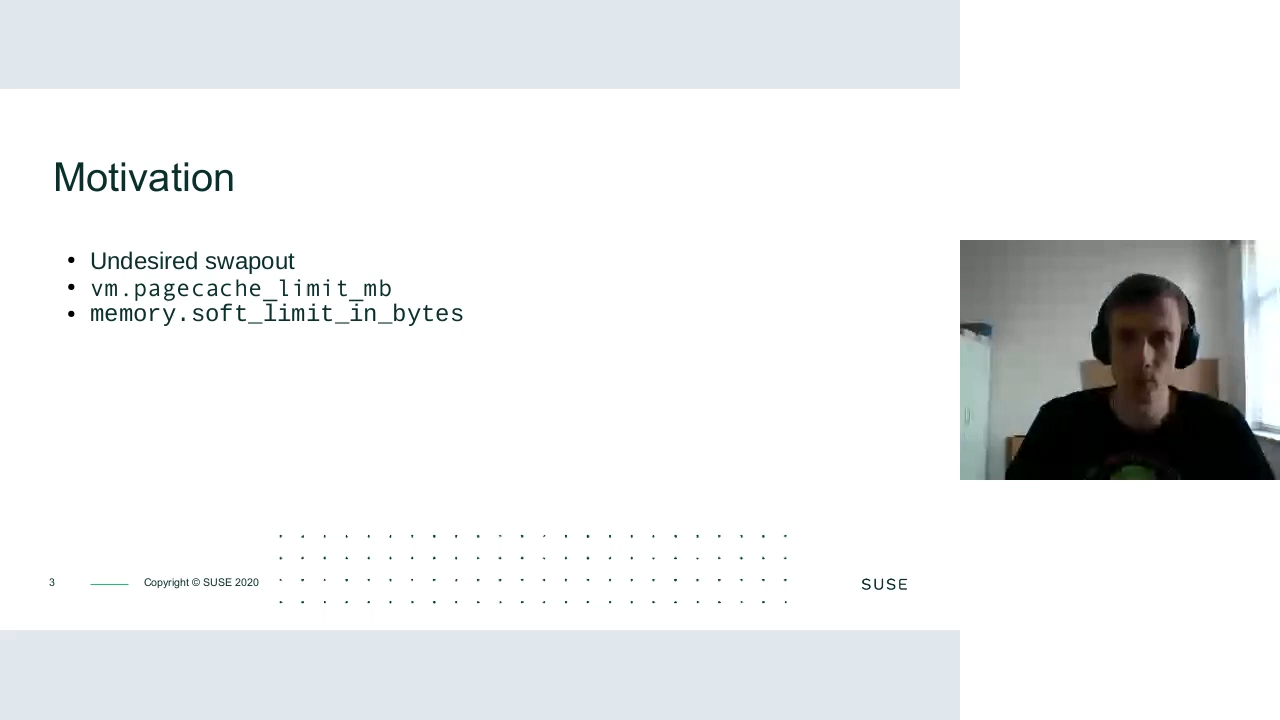 Motivation
• Undesired swapout
• vm.pagecache_limit_mb
• memory.soft_limit_in_bytes
3 Copyright © SUSE 2020 SUSE